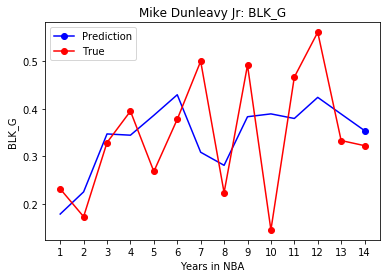 Mike Dunleavy Jr: BLK_G
Prediction
True
BLK_G
0.5
0.4
0.3
0.2
1 2 3 4 5 6 7 8 9 10 11 12 13 14
Years in NBA